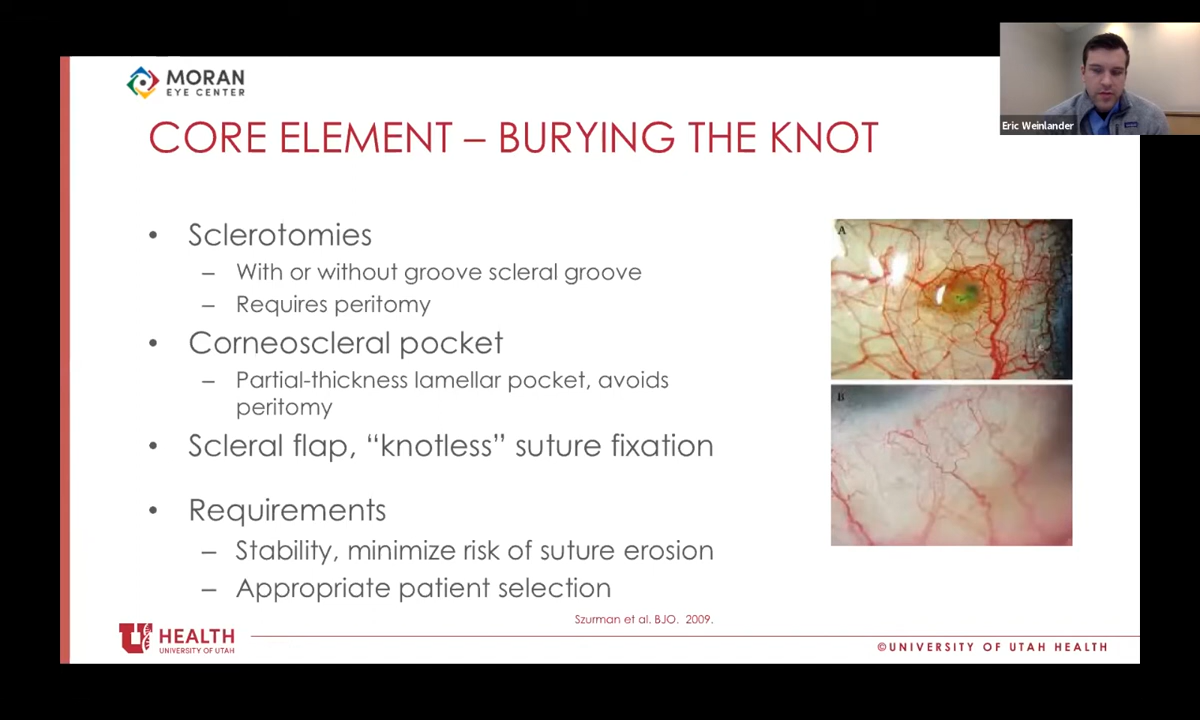 MORAN
EYE CENTER
Eric Weinlander
CORE ELEMENT – BURYING THE KNOT
• Sclerotomies
– With or without groove scleral groove
– Requires peritomy
• Corneoscleral pocket
– Partial-thickness lamellar pocket, avoids
peritomy
• Scleral flap, “knotless” suture fixation
• Requirements
– Stability, minimize risk of suture erosion
– Appropriate patient selection
A
B
Szurman et al. BJO. 2009.
U HEALTH
UNIVERSITY OF UTAH
©UNIVERSITY OF UTAH HEALTH